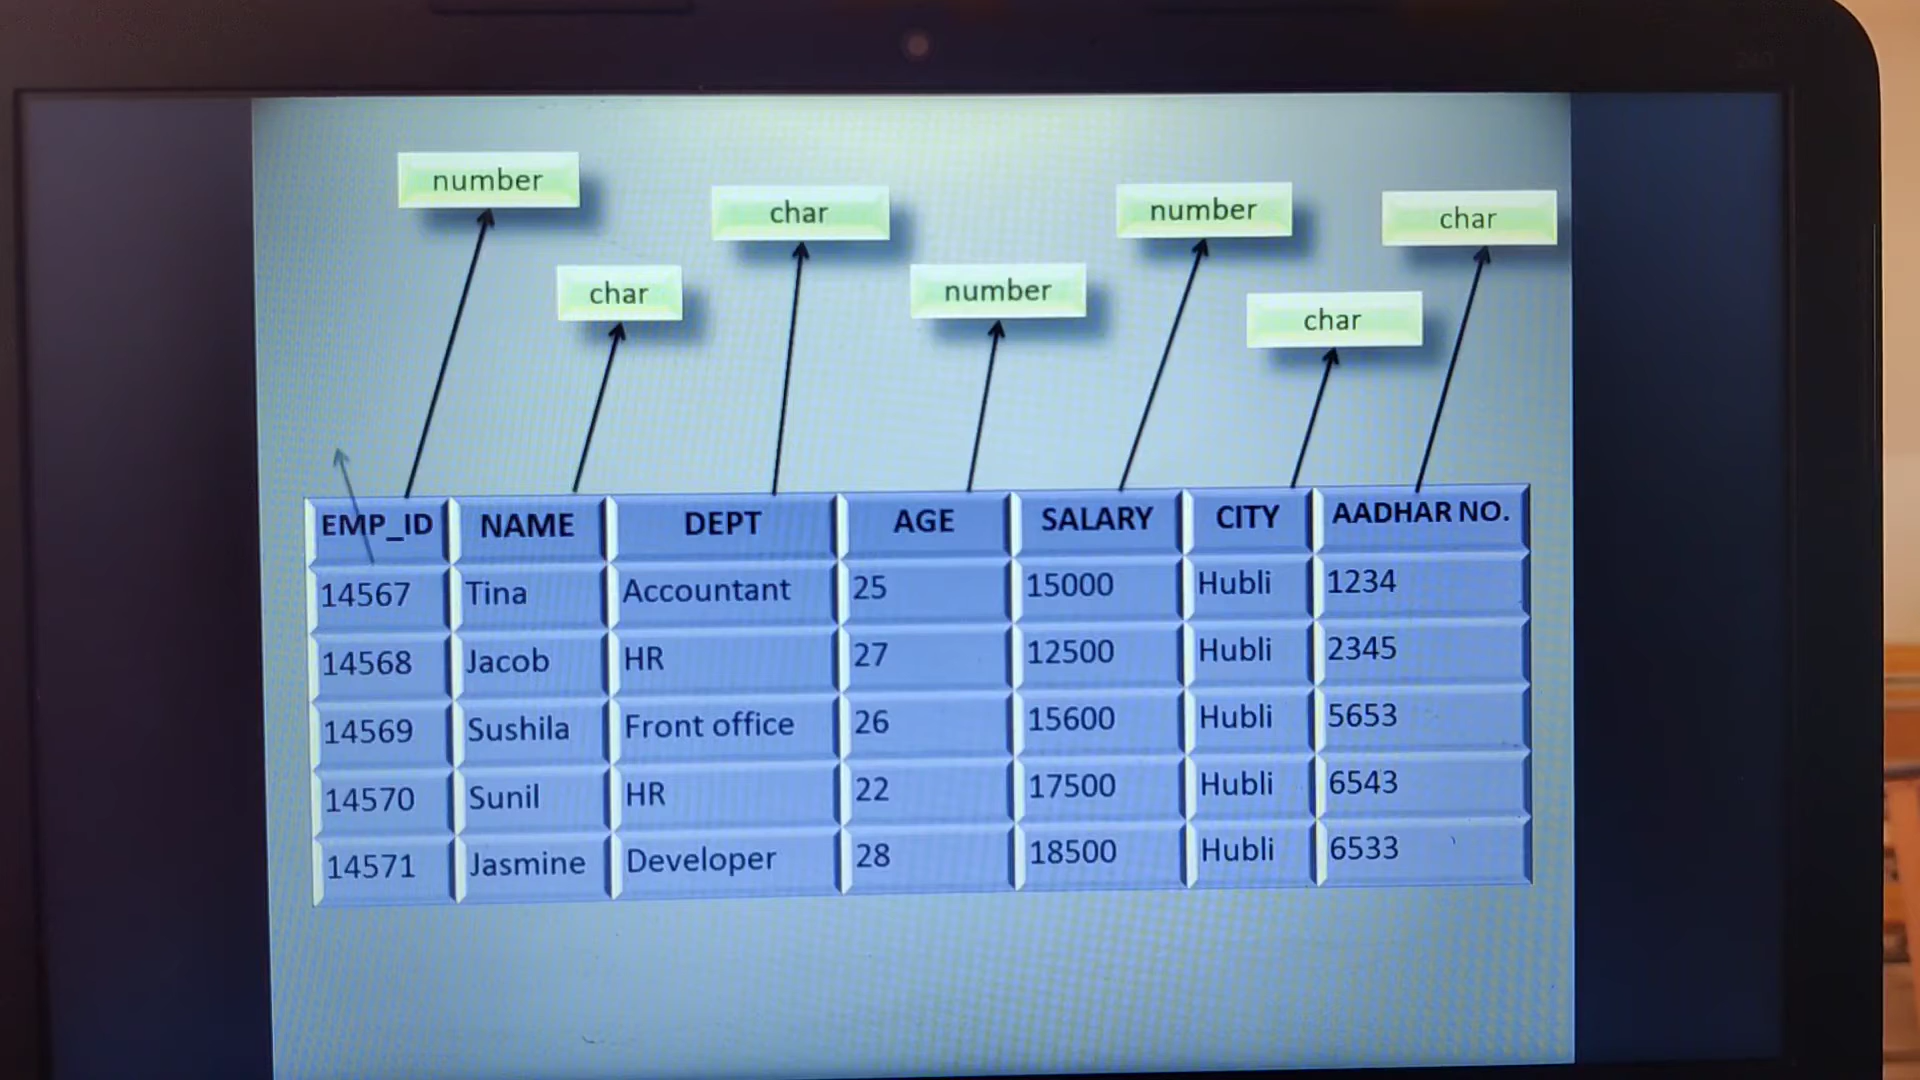 number
char
char
number
number
char
char
EMP_ID NAME DEPT AGE SALARY CITY AADHAR NO.
14567 Tina Accountant 25 15000 Hubli 1234
14568 Jacob HR 27 12500 Hubli 2345
14569 Sushila Front office 26 15600 Hubli 5653
14570 Sunil HR 22 17500 Hubli 6543
14571 Jasmine Developer 28 18500 Hubli 6533